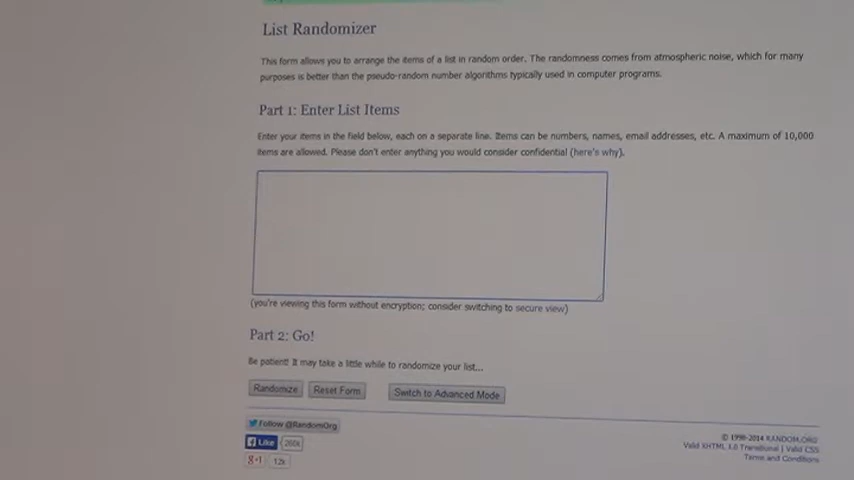 List Randomizer
This form allows you to arrange the items of a list in random order. The randomness comes from atmospheric noise, which for many
purposes is better than the pseudo-random number algorithms typically used in computer programs.
Part 1: Enter List Items
Enter your items in the field below, each on a separate line. Items can be numbers, names, email addresses, etc. A maximum of 10,000
items are allowed. Please don't enter anything you would consider confidential (here's why).
(you're viewing this form without encryption; consider switching to secure view)
Part 2: Go!
Be patient! It may take a little while to randomize your list...
Randomize Reset Form Switch to Advanced Mode
Follow @RandomOrg
Like 260k
g+1 12k
© 1998-2014 RANDOM.ORG
Valid XHTML 1.0 Transitional | Valid CSS
Terms and Conditions